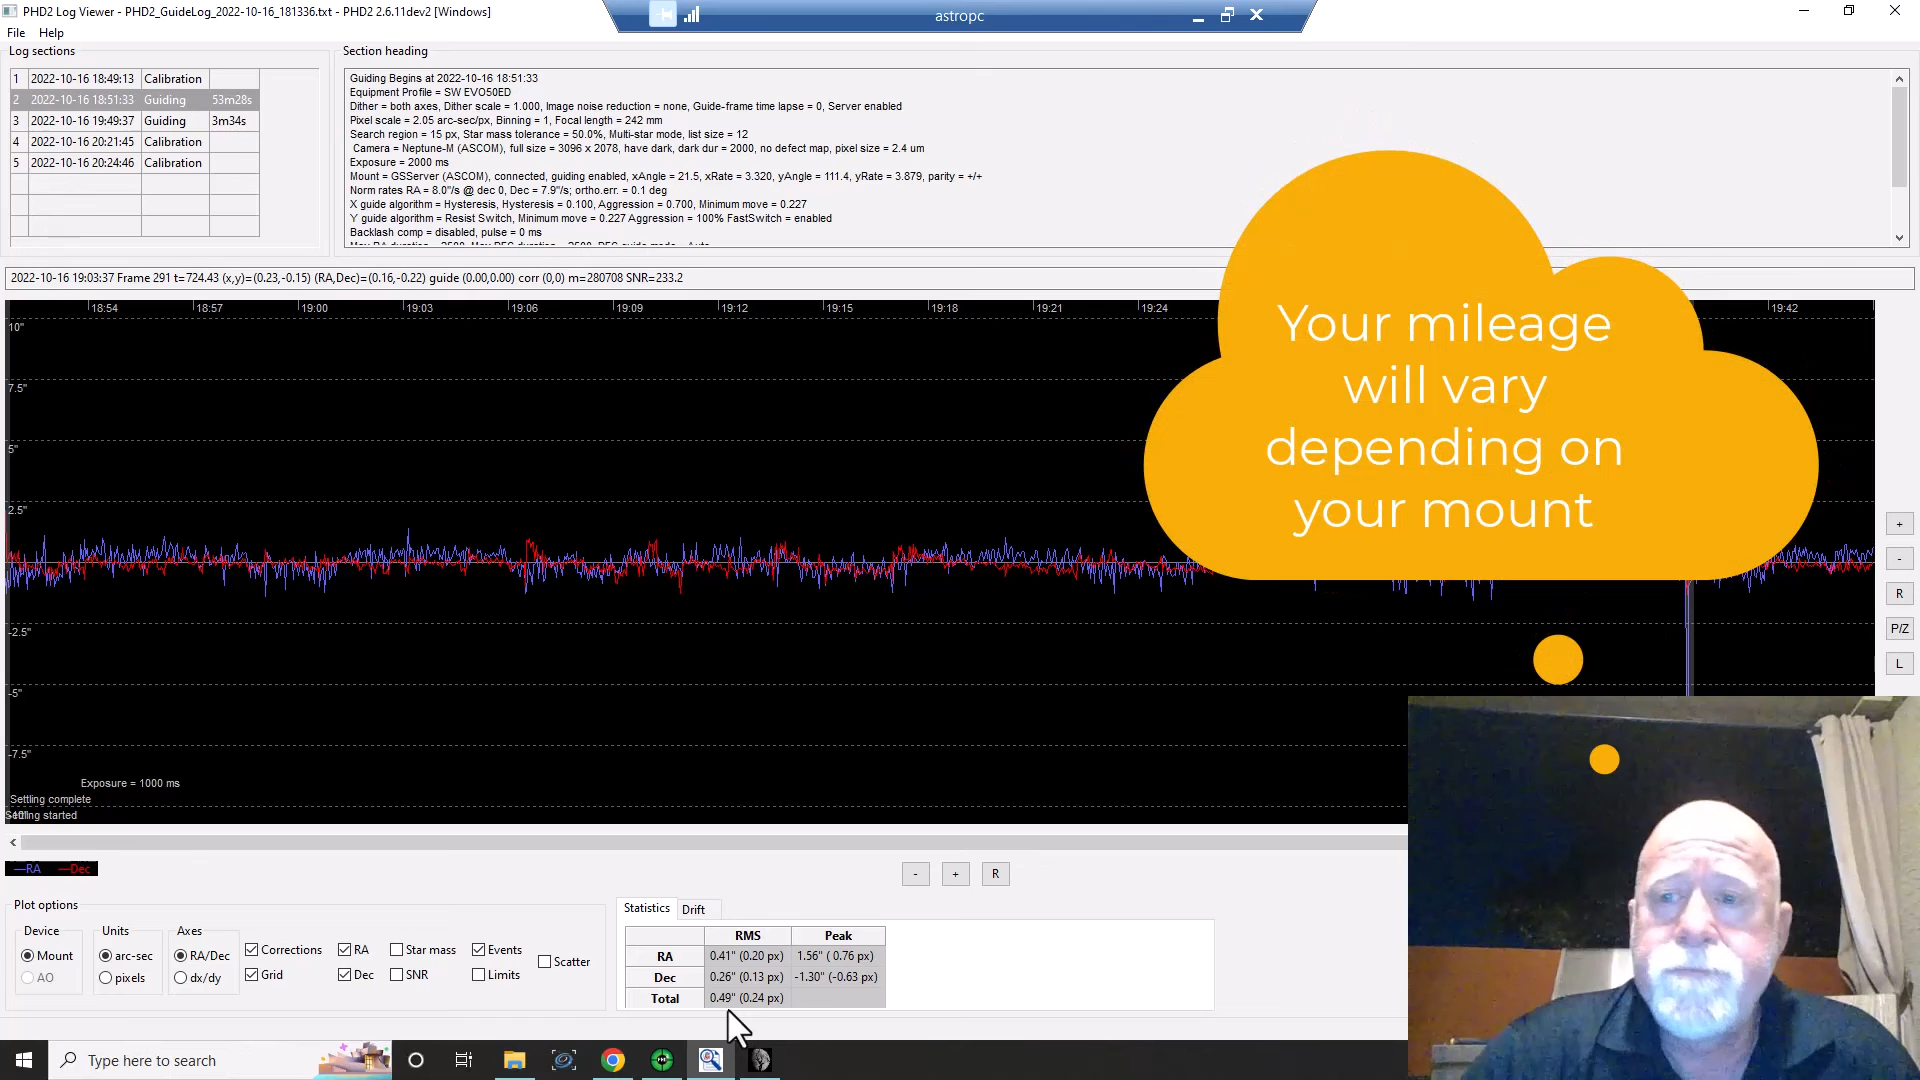 PHD2 Log Viewer - PHD2_GuideLog_2022-10-16_181336.txt - PHD2 2.6.11dev2 [Windows]
astropc
File Help
Log sections
1 2022-10-16 18:49:13 Calibration
2 2022-10-16 18:51:33 Guiding 53m28s
3 2022-10-16 19:49:37 Guiding 3m34s
4 2022-10-16 20:21:45 Calibration
5 2022-10-16 20:24:46 Calibration
Section heading
Guiding Begins at 2022-10-16 18:51:33
Equipment Profile = SW EVO50ED
Dither = both axes, Dither scale = 1.000, Image noise reduction = none, Guide-frame time lapse = 0, Server enabled
Pixel scale = 2.05 arc-sec/px, Binning = 1, Focal length = 242 mm
Search region = 15 px, Star mass tolerance = 50.0%, Multi-star mode, list size = 12
Camera = Neptune-M (ASCOM), full size = 3096 x 2078, have dark, dark dur = 2000, no defect map, pixel size = 2.4 um
Exposure = 2000 ms
Mount = GSServer (ASCOM), connected, guiding enabled, xAngle = 21.5, xRate = 3.320, yAngle = 111.4, yRate = 3.879, parity = +/+
Norm rates RA = 8.0"/s @ dec 0, Dec = 7.9"/s; ortho.err. = 0.1 deg
X guide algorithm = Hysteresis, Hysteresis = 0.100, Aggression = 0.700, Minimum move = 0.227
Y guide algorithm = Resist Switch, Minimum move = 0.227 Aggression = 100% FastSwitch = enabled
Backlash comp = disabled, pulse = 0 ms
2022-10-16 19:03:37 Frame 291 t=724.43 (x,y)=(0.23,-0.15) (RA,Dec)=(0.16,-0.22) guide (0.00,0.00) corr (0,0) m=280708 SNR=233.2
18:54 18:57 19:00 19:03 19:06 19:09 19:12 19:15 19:18 19:21 19:24 19:42
10"
7.5"
5"
2.5"
-2.5"
-5"
-7.5"
Your mileage
will vary
depending on
your mount
+
-
R
P/Z
L
Exposure = 1000 ms
Settling complete
Settling started
RA Dec
- + R
Plot options
Device
Mount
AO
Units
arc-sec
pixels
Axes
RA/Dec
dx/dy
Corrections RA Star mass Events
Grid Dec SNR Limits
Scatter
Statistics Drift
RMS Peak
RA 0.41" (0.20 px) 1.56" ( 0.76 px)
Dec 0.26" (0.13 px) -1.30" (-0.63 px)
Total 0.49" (0.24 px)
Type here to search